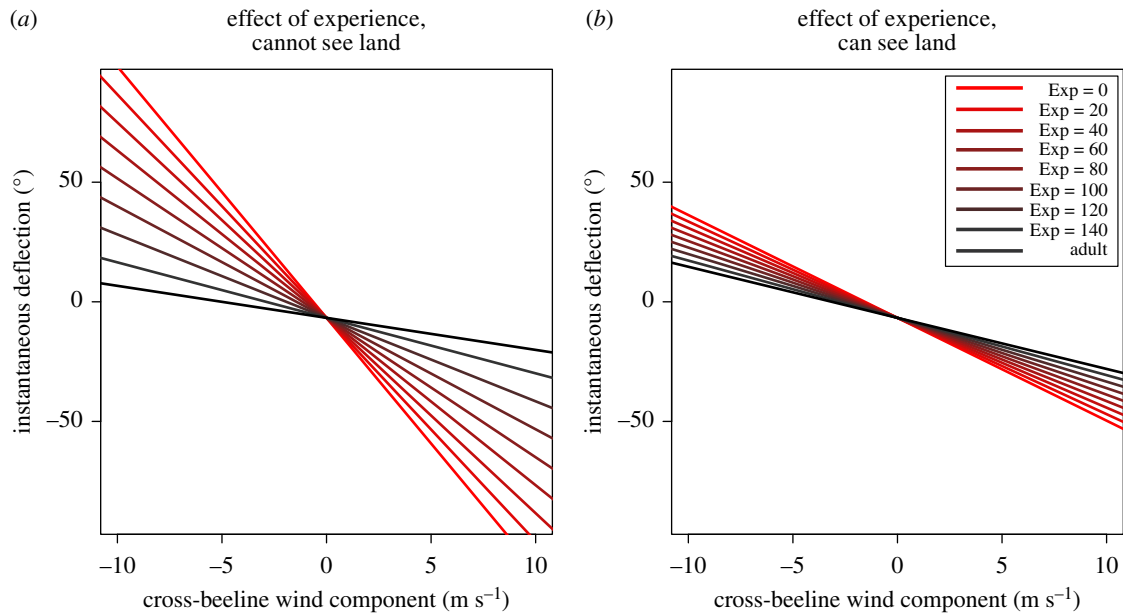 (a)
effect of experience,
cannot see land
instantaneous deflection (°)
50
0
–50
–10
–5
0
5
10
cross-beeline wind component (m s–1)
(b)
effect of experience,
can see land
Exp = 0
Exp = 20
Exp = 40
Exp = 60
Exp = 80
Exp = 100
Exp = 120
Exp = 140
adult
instantaneous deflection (°)
50
0
–50
–10
–5
0
5
10
cross-beeline wind component (m s–1)